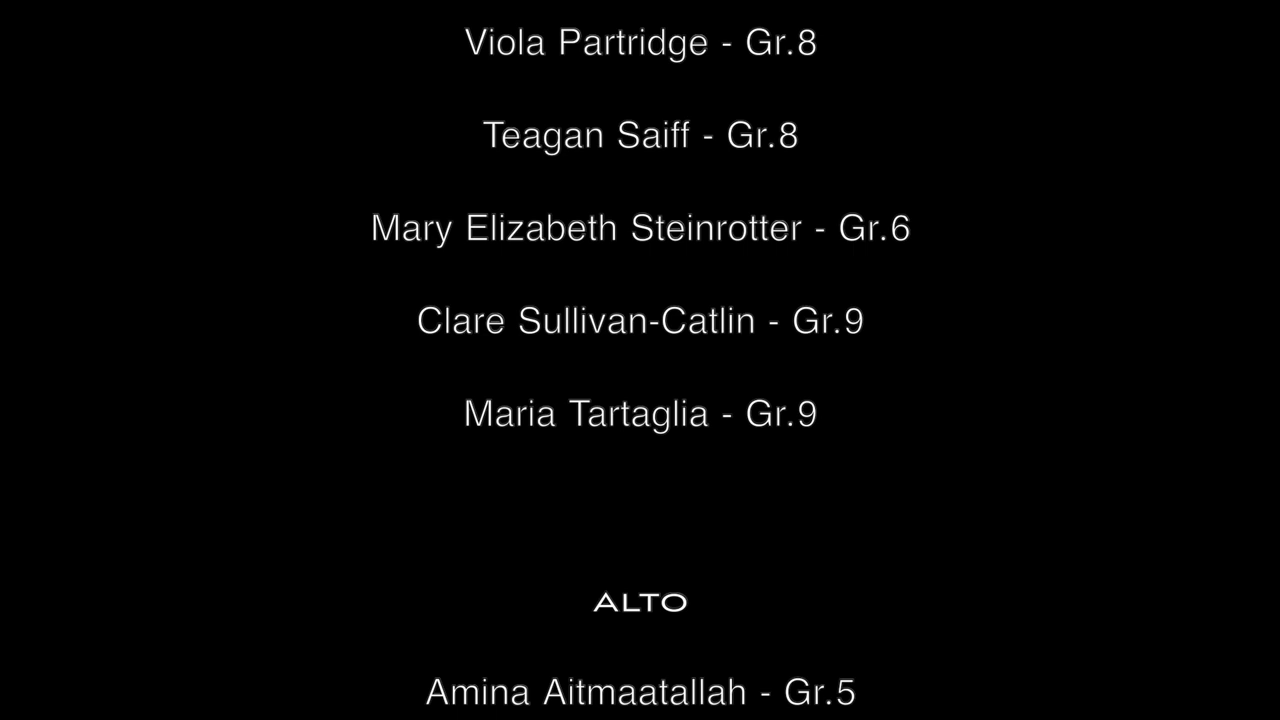 Viola Partridge - Gr.8
Teagan Saiff - Gr.8
Mary Elizabeth Steinrotter - Gr.6
Clare Sullivan-Catlin - Gr.9
Maria Tartaglia - Gr.9
ALTO
Amina Aitmaatallah - Gr.5